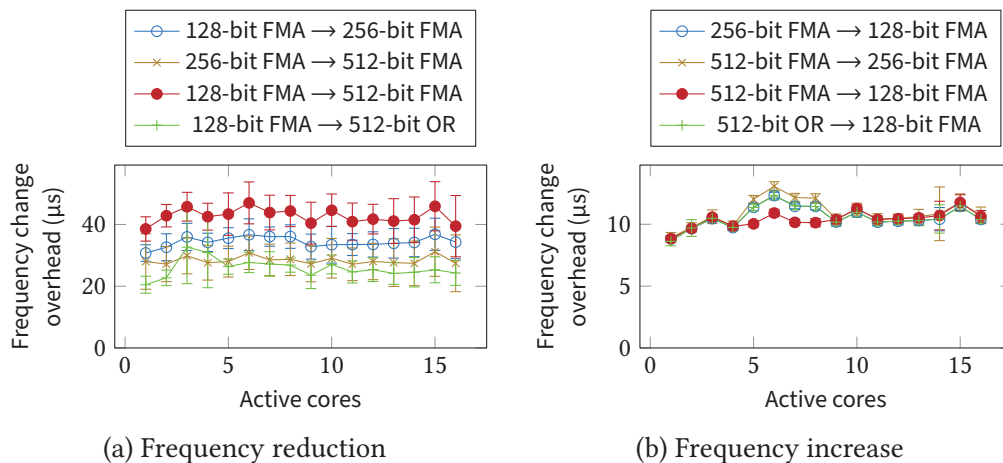 128-bit FMA → 256-bit FMA
256-bit FMA → 512-bit FMA
128-bit FMA → 512-bit FMA
128-bit FMA → 512-bit OR
Frequency change
overhead (µs)
40
20
0
0
5
10
15
Active cores
(a) Frequency reduction
256-bit FMA → 128-bit FMA
512-bit FMA → 256-bit FMA
512-bit FMA → 128-bit FMA
512-bit OR → 128-bit FMA
Frequency change
overhead (µs)
10
5
0
0
5
10
15
Active cores
(b) Frequency increase